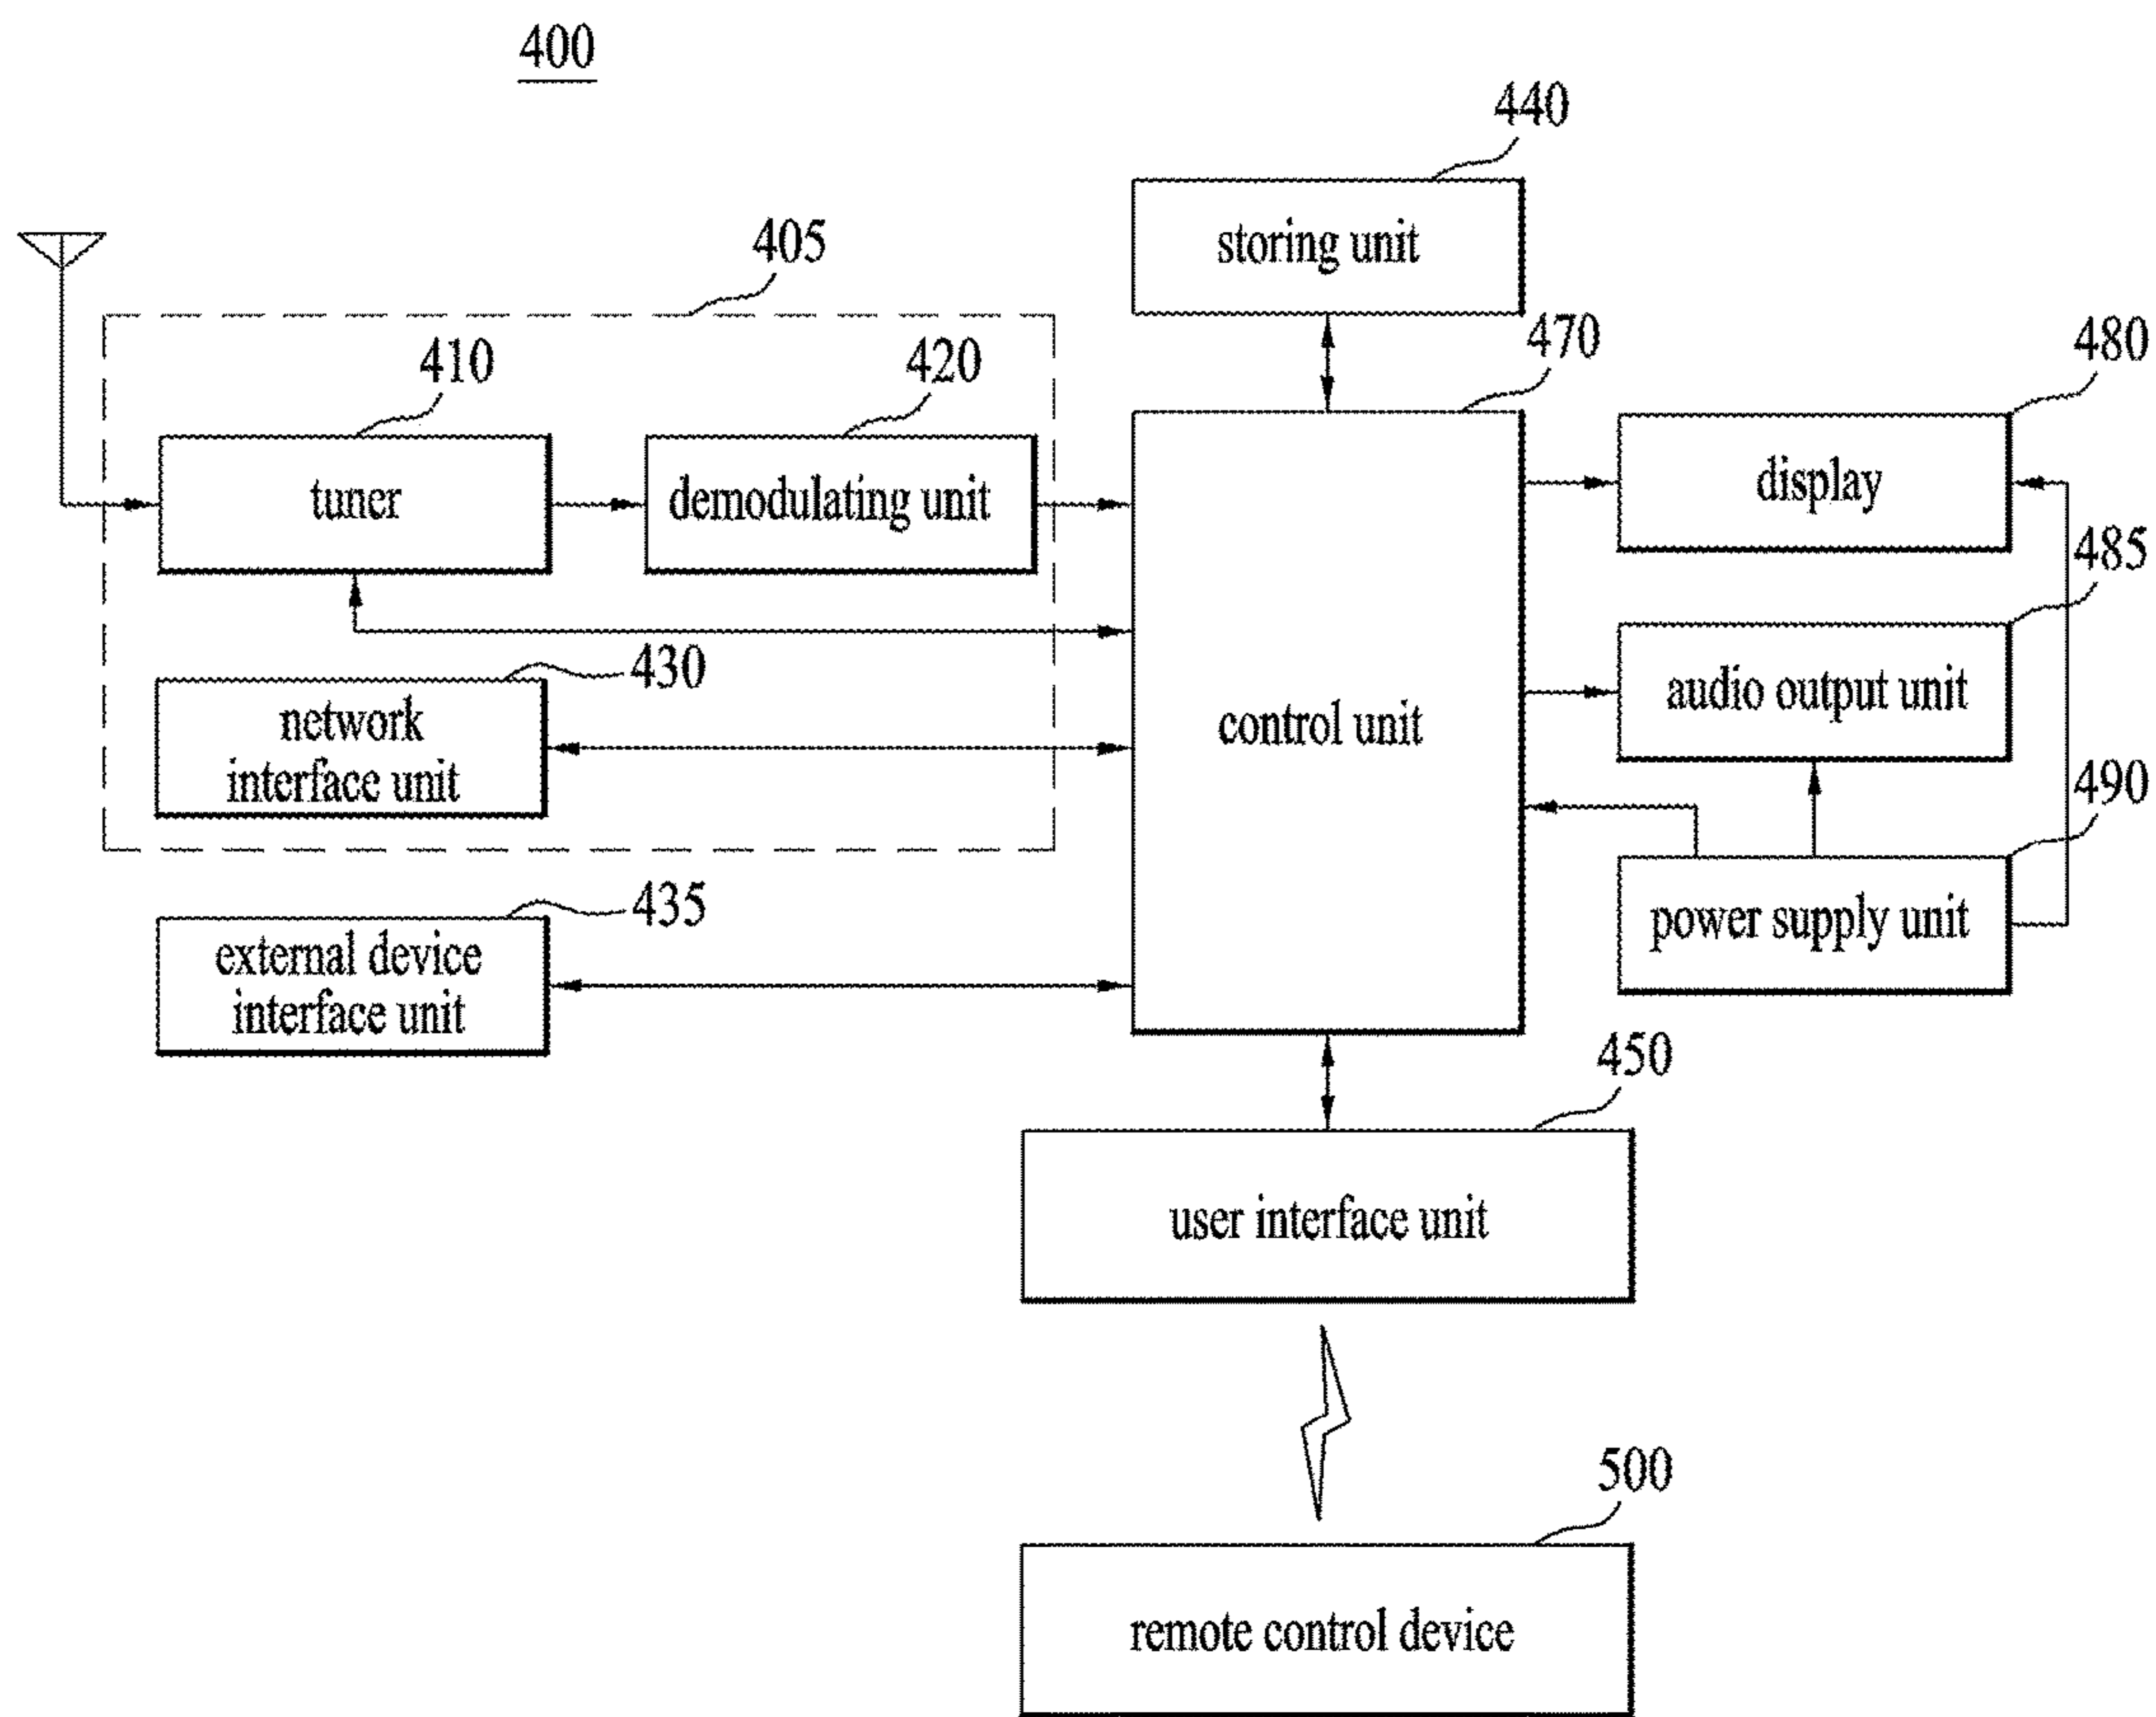 400
440
storing unit
405
470
480
410
420
tuner
demodulating unit
display
485
430
network
interface unit
control unit
audio output unit
490
435
external device
interface unit
power supply unit
450
user interface unit
500
remote control device